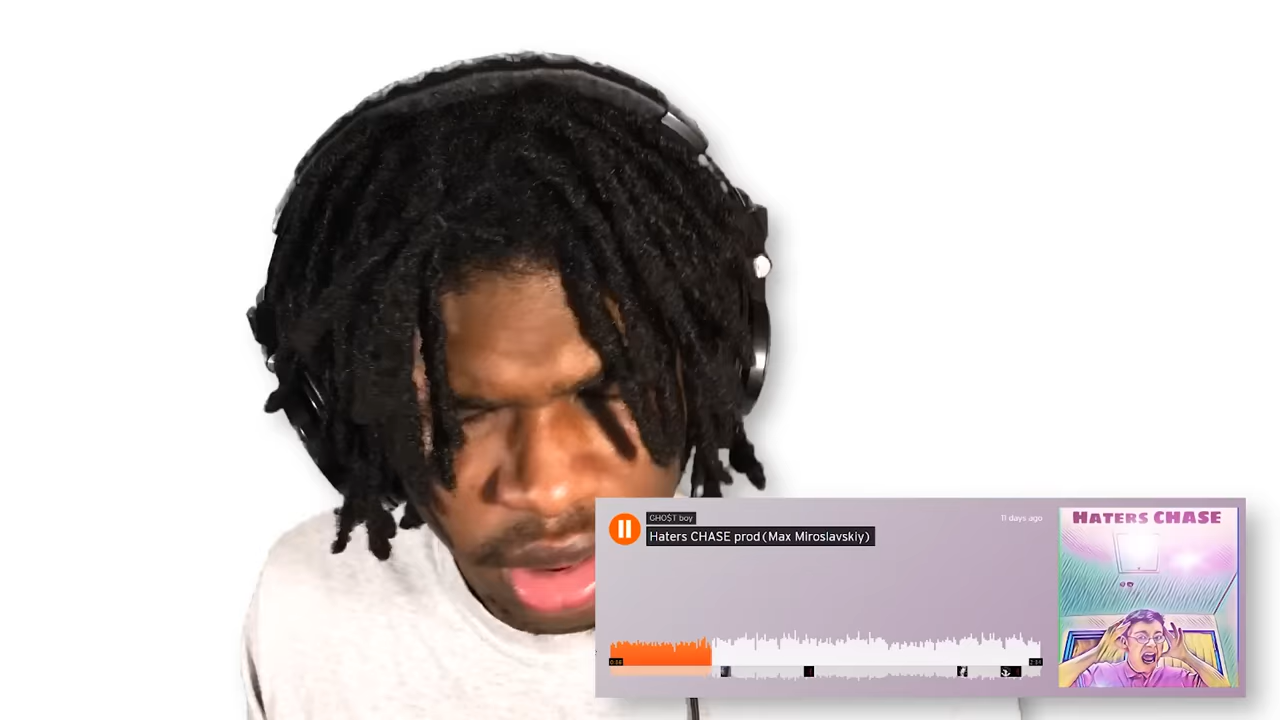 GHO$T boy
11 days ago
Haters CHASE prod (Max Miroslavskiy)
HATERS CHASE